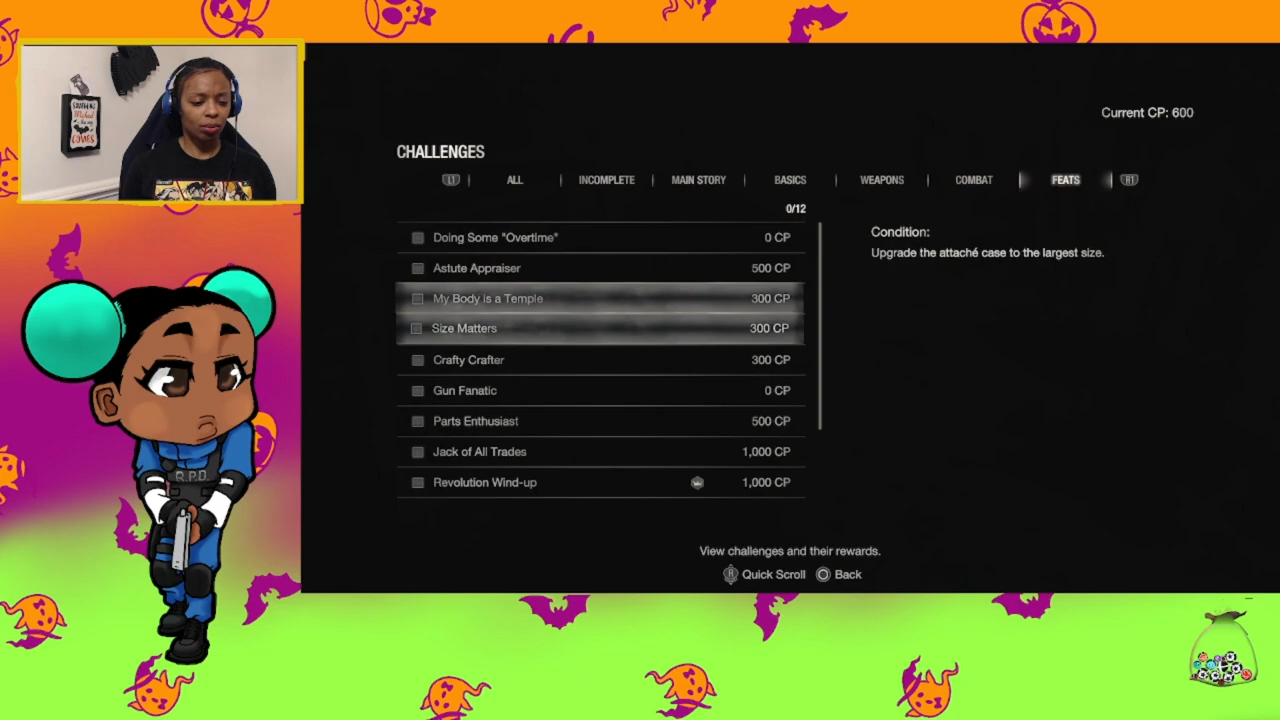 Current CP: 600
CHALLENGES
L1 ALL INCOMPLETE MAIN STORY BASICS WEAPONS COMBAT FEATS R1
0/12
Doing Some "Overtime" 0 CP
Astute Appraiser 500 CP
My Body is a Temple 300 CP
Size Matters 300 CP
Crafty Crafter 300 CP
Gun Fanatic 0 CP
Parts Enthusiast 500 CP
Jack of All Trades 1,000 CP
Revolution Wind-up 1,000 CP
Condition:
Upgrade the attaché case to the largest size.
View challenges and their rewards.
R Quick Scroll Back
R.P.D.